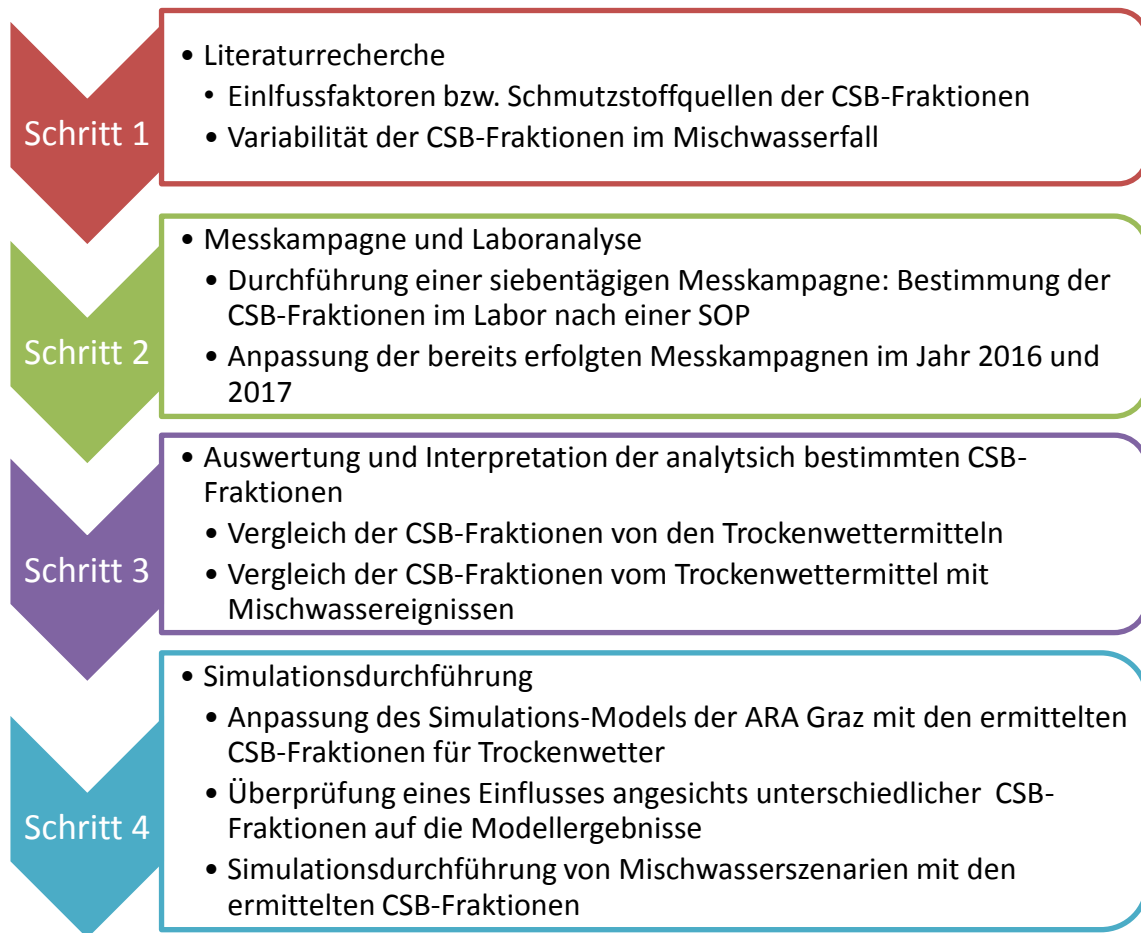 Schritt 1
• Literaturrecherche
• Einlfussfaktoren bzw. Schmutzstoffquellen der CSB-Fraktionen
• Variabilität der CSB-Fraktionen im Mischwasserfall
Schritt 2
• Messkampagne und Laboranalyse
• Durchführung einer siebentägigen Messkampagne: Bestimmung der
CSB-Fraktionen im Labor nach einer SOP
• Anpassung der bereits erfolgten Messkampagnen im Jahr 2016 und
2017
Schritt 3
• Auswertung und Interpretation der analytsich bestimmten CSB-
Fraktionen
• Vergleich der CSB-Fraktionen von den Trockenwettermitteln
• Vergleich der CSB-Fraktionen vom Trockenwettermittel mit
Mischwassereignissen
Schritt 4
• Simulationsdurchführung
• Anpassung des Simulations-Models der ARA Graz mit den ermittelten
CSB-Fraktionen für Trockenwetter
• Überprüfung eines Einflusses angesichts unterschiedlicher CSB-
Fraktionen auf die Modellergebnisse
• Simulationsdurchführung von Mischwasserszenarien mit den
ermittelten CSB-Fraktionen